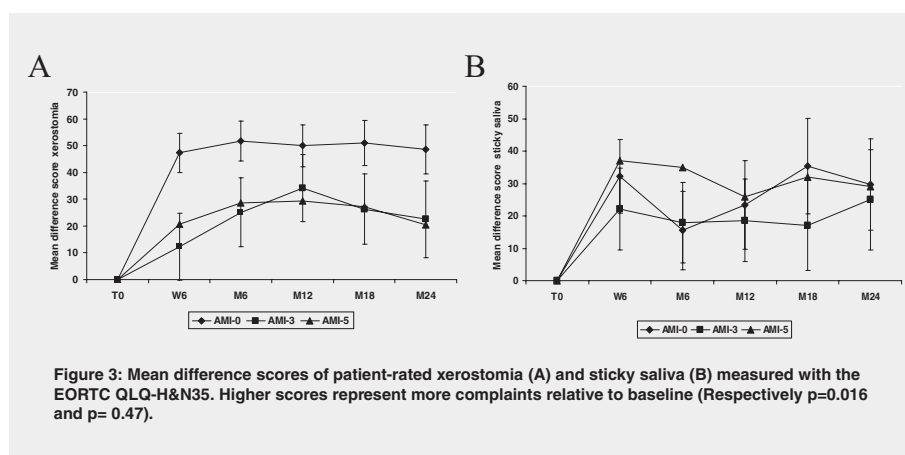 A
Mean difference score xerostomia
70
60
50
40
30
20
10
0
T0 W6 M6 M12 M18 M24
AMI-0 AMI-3 AMI-5
B
Mean difference score sticky saliva
60
50
40
30
20
10
0
T0 W6 M6 M12 M18 M24
AMI-0 AMI-3 AMI-5
Figure 3: Mean difference scores of patient-rated xerostomia (A) and sticky saliva (B) measured with the
EORTC QLQ-H&N35. Higher scores represent more complaints relative to baseline (Respectively p=0.016
and p= 0.47).